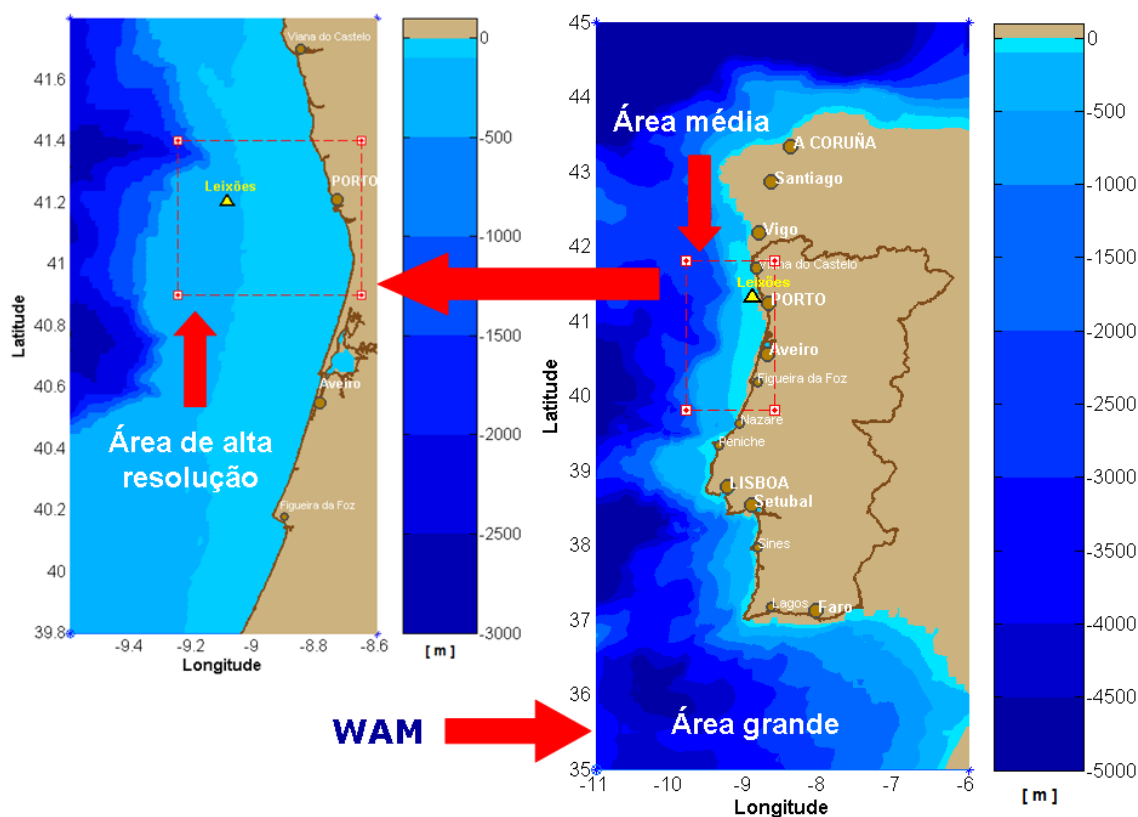 Viana do Castelo
41.6
41.4
Leixões
PORTO
41.2
41
40.8
40.6
Aveiro
Área de alta
resolução
40.4
Figueira da Foz
40.2
40
39.8
-9.4
-9.2
-9
-8.8
-8.6
Longitude
Latitude
0
-500
-1000
-1500
-2000
-2500
-3000
[ m ]
45
44
Área média
A CORUÑA
43
Santiago
Vigo
42
Viana do Castelo
Leixões
PORTO
41
Aveiro
Figueira da Foz
40
Nazaré
Peniche
39
LISBOA
Setubal
38
Sines
Lagos
Faro
37
36
Área grande
35
-11
-10
-9
-8
-7
-6
Longitude
Latitude
WAM
0
-500
-1000
-1500
-2000
-2500
-3000
-3500
-4000
-4500
-5000
[ m ]